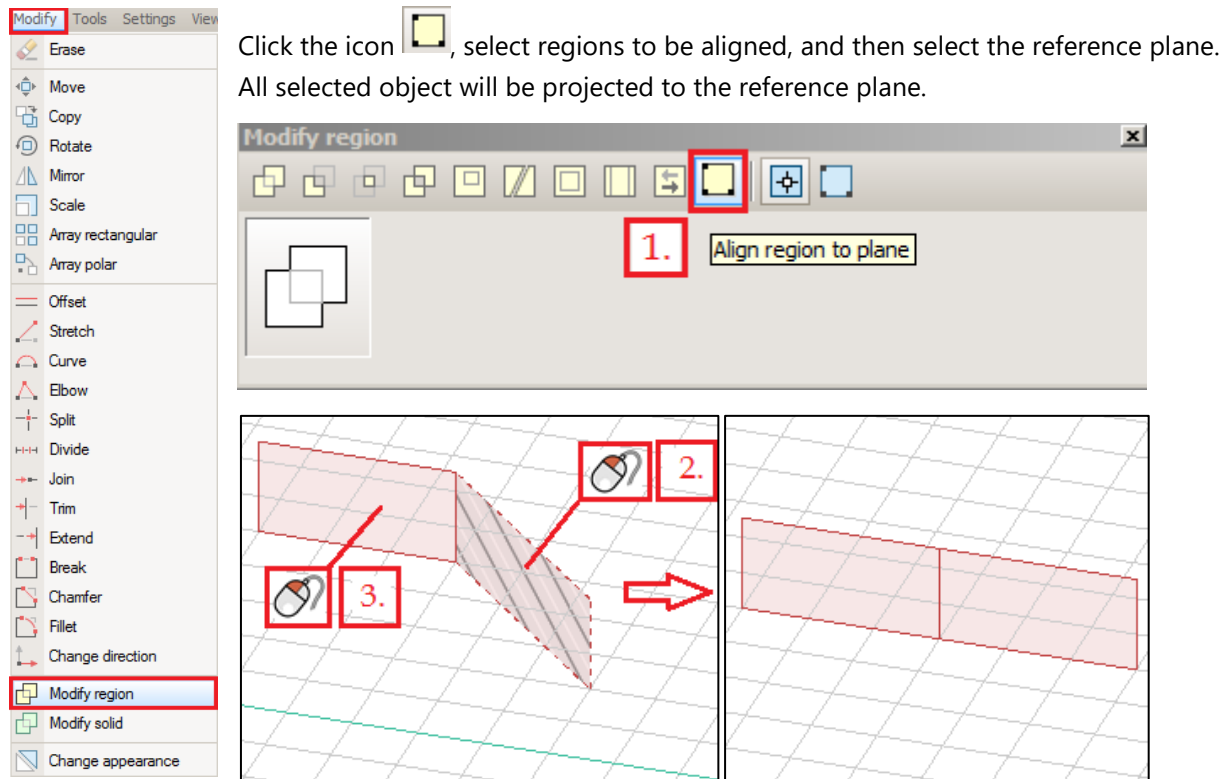 Modify Tools Settings View
Erase
Move
Copy
Rotate
Mirror
Scale
Array rectangular
Array polar
Offset
Stretch
Curve
Elbow
Split
Divide
Join
Trim
Extend
Break
Chamfer
Fillet
Change direction
Modify region
Modify solid
Change appearance
Click the icon , select regions to be aligned, and then select the reference plane.
All selected object will be projected to the reference plane.
Modify region
1.
Align region to plane
2.
3.